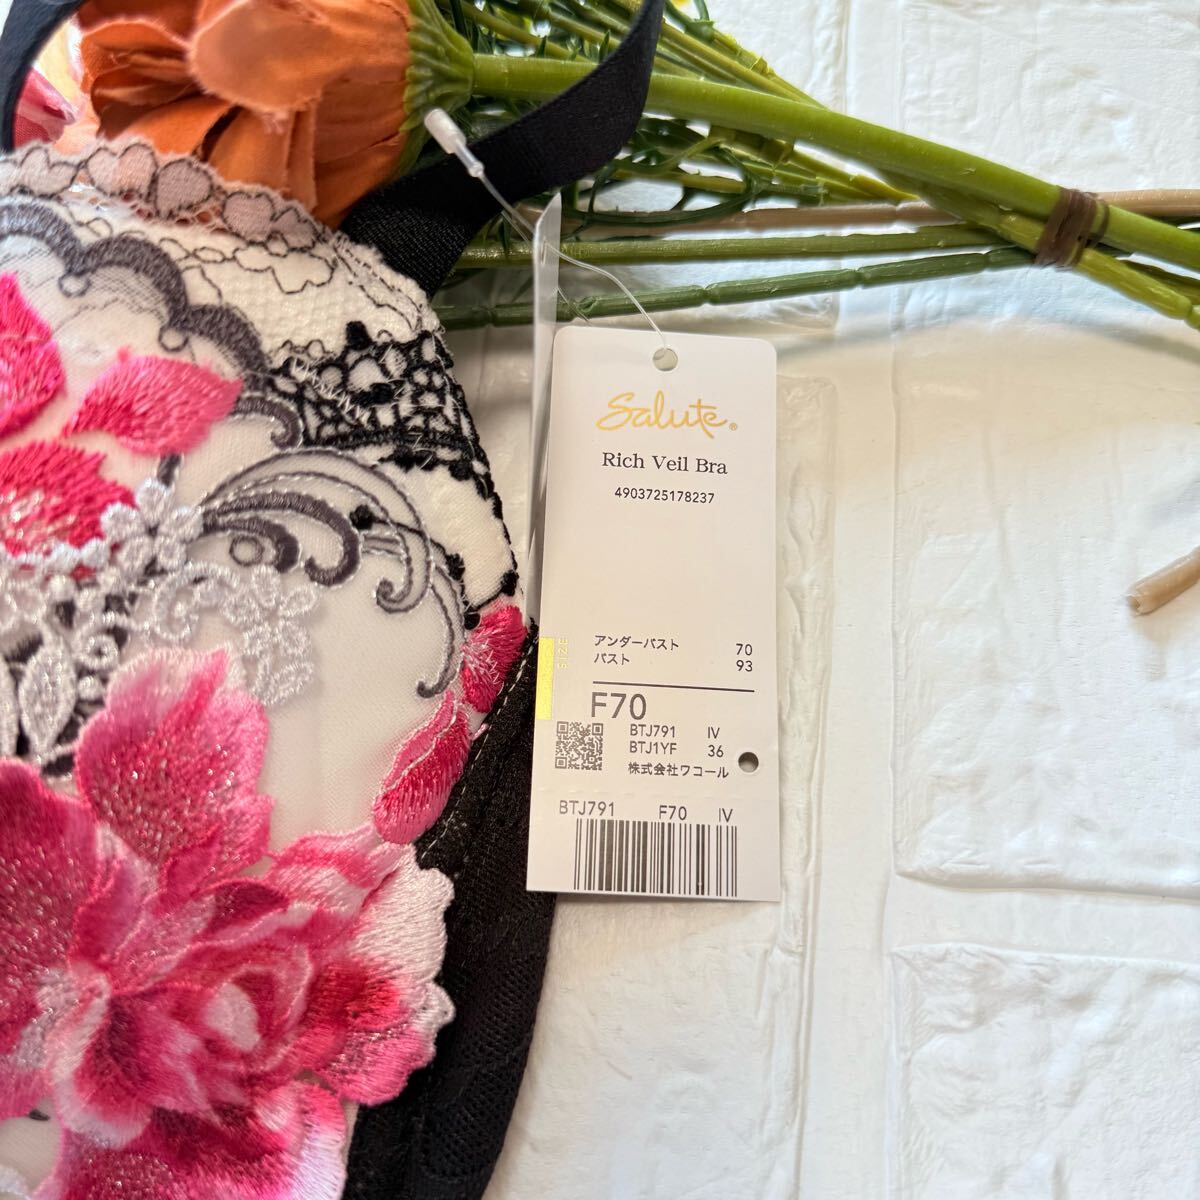 Salute®
Rich Veil Bra
4903725178237
SIZE
アンダーバスト 70
バスト 93
F70
BTJ791 IV
BTJ1YF 36
株式会社ワコール
BTJ791 F70 IV